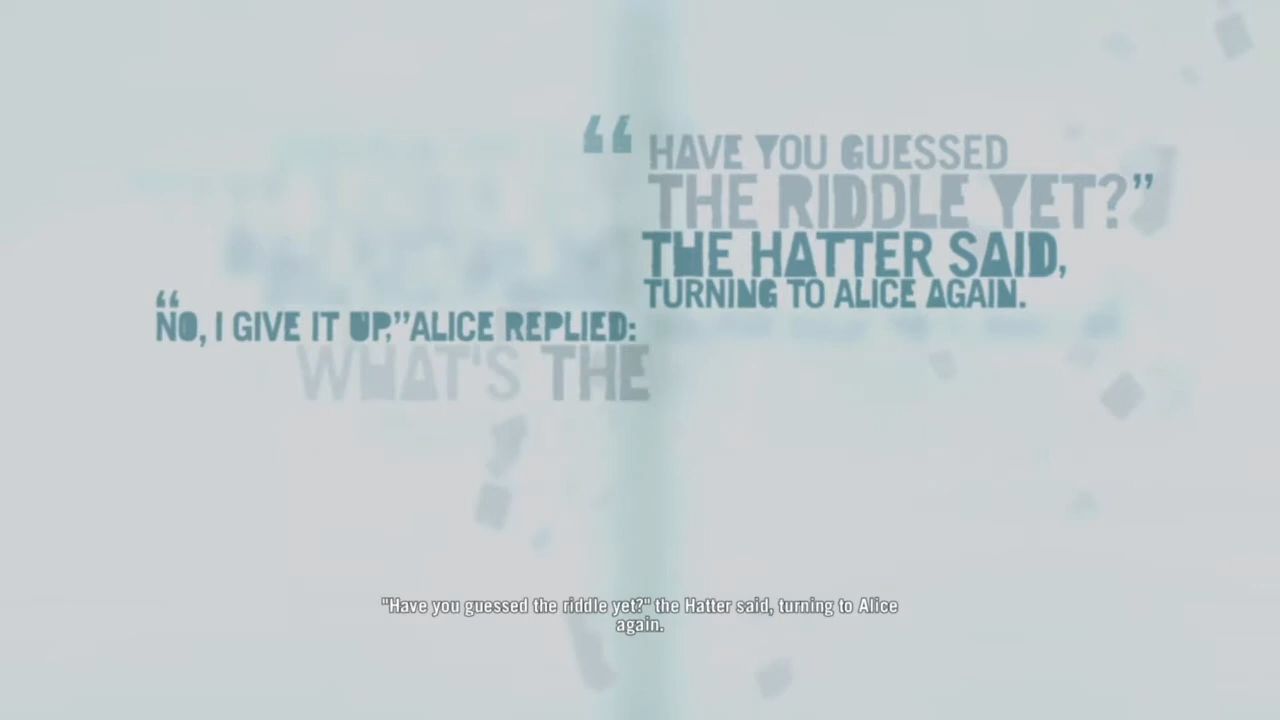 “HAVE YOU GUESSED
THE RIDDLE YET?”
THE HATTER SAID,
TURNING TO ALICE AGAIN.
“NO, I GIVE IT UP,” ALICE REPLIED:
WHAT'S THE
"Have you guessed the riddle yet?" the Hatter said, turning to Alice
again.